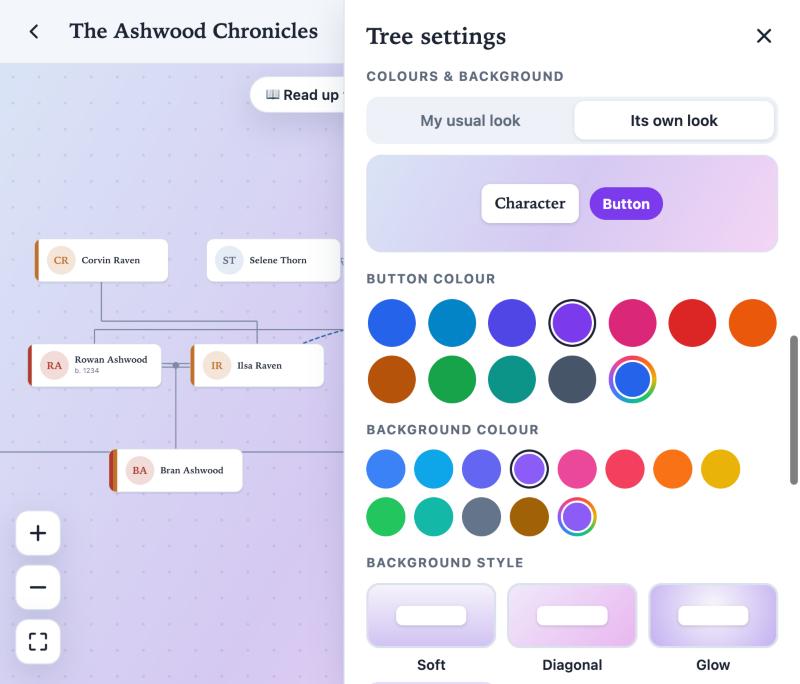 The Ashwood Chronicles
Read up
CR Corvin Raven
ST Selene Thorn
RA Rowan Ashwood
b. 1234
IR Ilsa Raven
BA Bran Ashwood
Tree settings
COLOURS & BACKGROUND
My usual look
Its own look
Character
Button
BUTTON COLOUR
BACKGROUND COLOUR
BACKGROUND STYLE
Soft
Diagonal
Glow